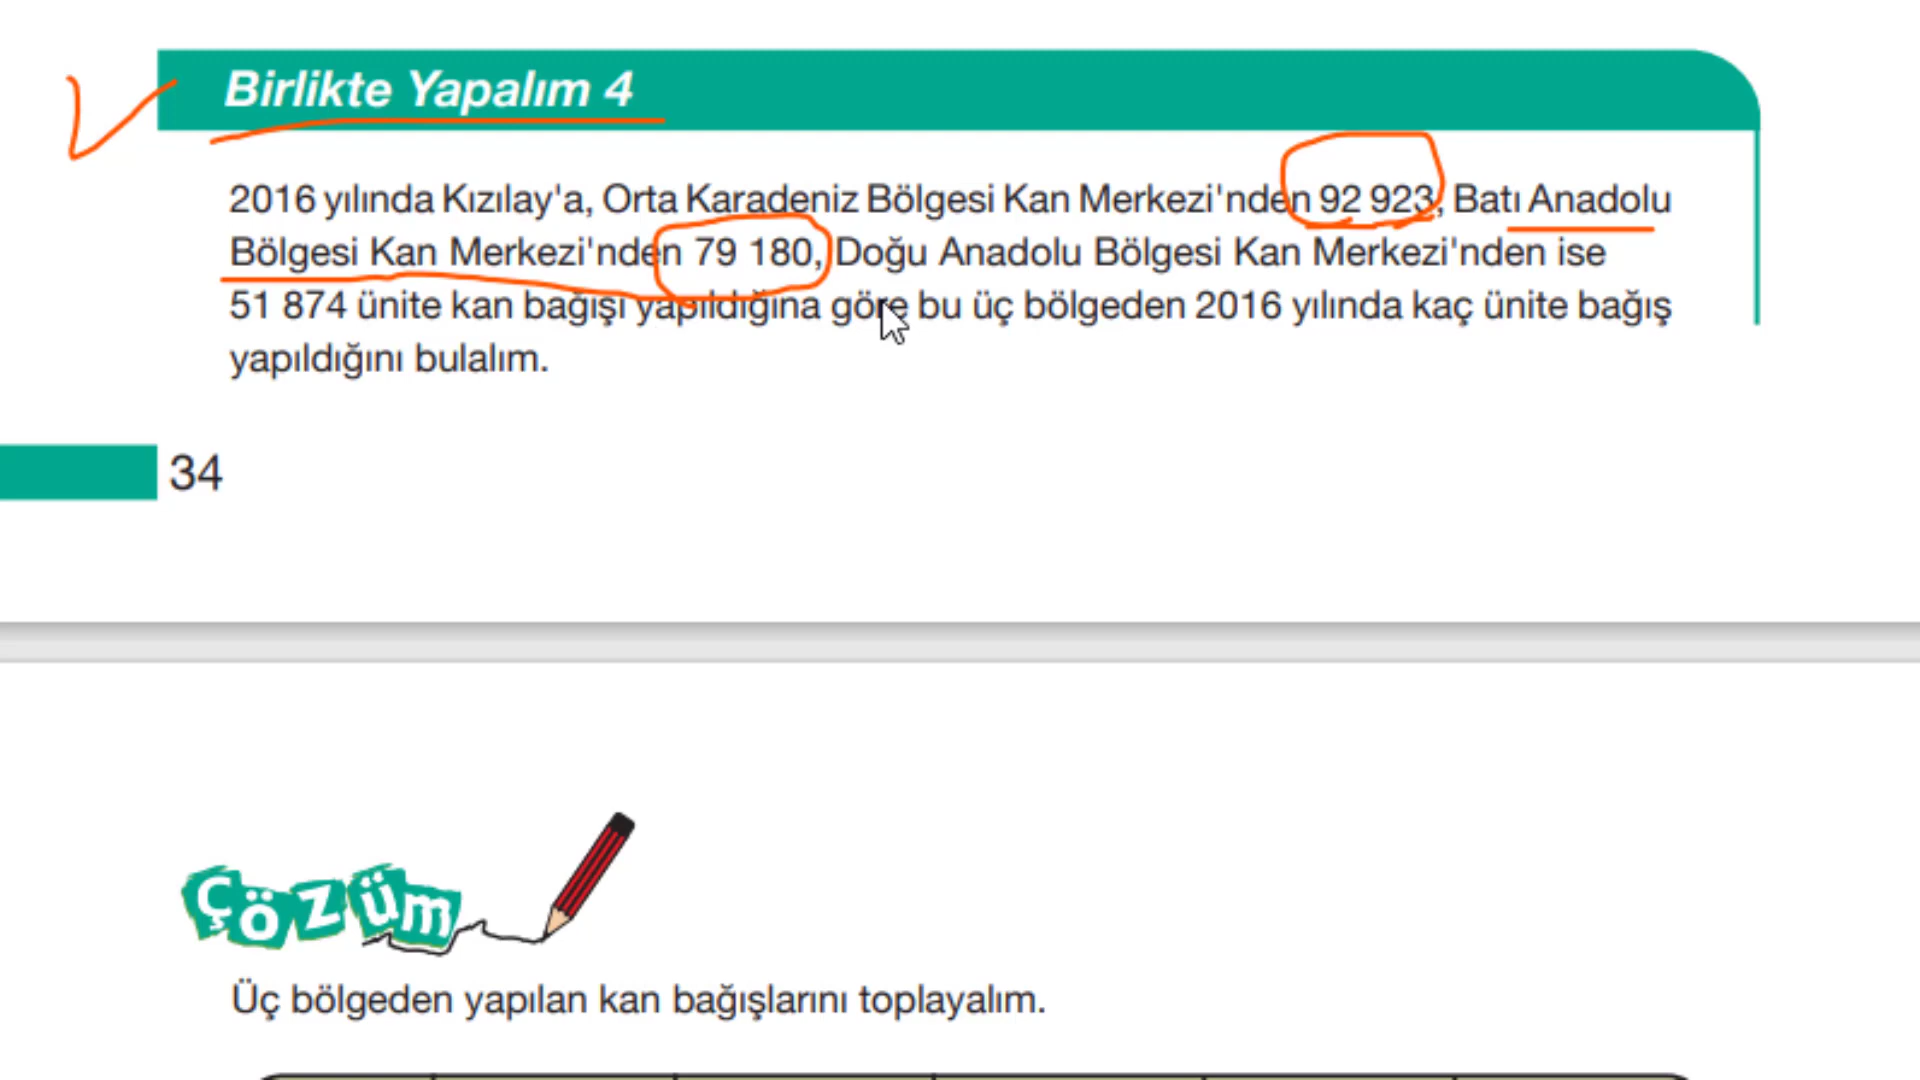 Birlikte Yapalım 4
2016 yılında Kızılay'a, Orta Karadeniz Bölgesi Kan Merkezi'nden 92 923, Batı Anadolu
Bölgesi Kan Merkezi'nden 79 180, Doğu Anadolu Bölgesi Kan Merkezi'nden ise
51 874 ünite kan bağışı yapıldığına göre bu üç bölgeden 2016 yılında kaç ünite bağış
yapıldığını bulalım.
34
Çözüm
Üç bölgeden yapılan kan bağışlarını toplayalım.